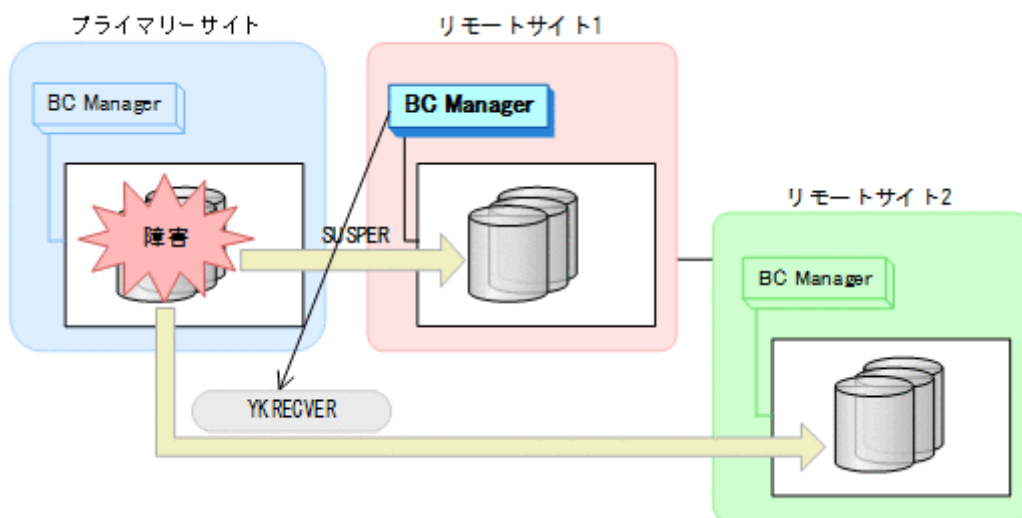 プライマリーサイト
リモートサイト1
BC Manager
BC Manager
リモートサイト2
障害
SUSPER
BC Manager
YKRECVER